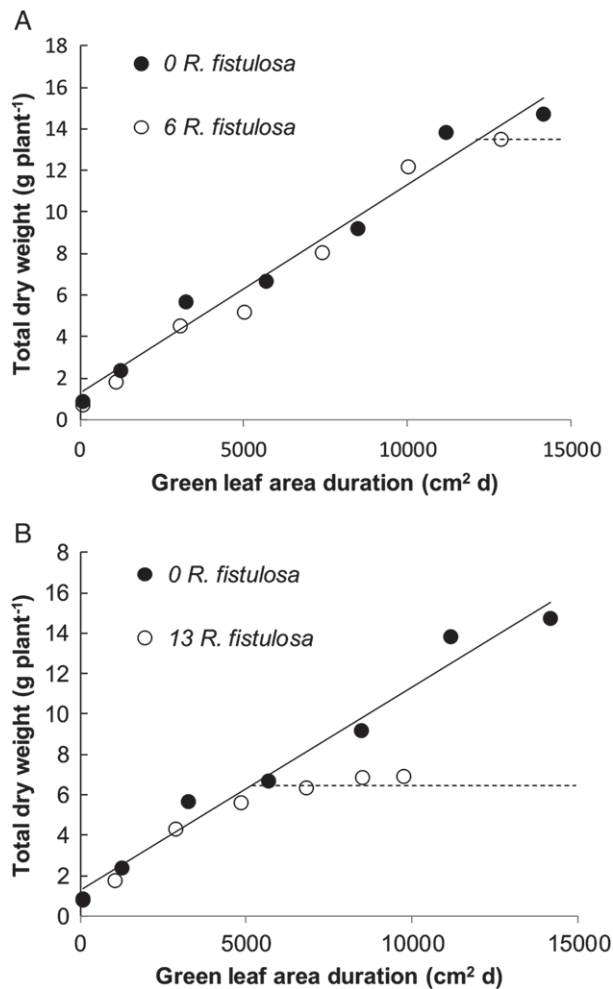 A
18
16
14
12
10
8
6
4
2
0
Total dry weight (g plant-1)
0 R. fistulosa
6 R. fistulosa
0 5000 10000 15000
Green leaf area duration (cm² d)
B
8
16
14
12
10
8
6
4
2
0
Total dry weight (g plant-1)
0 R. fistulosa
13 R. fistulosa
0 5000 10000 15000
Green leaf area duration (cm² d)